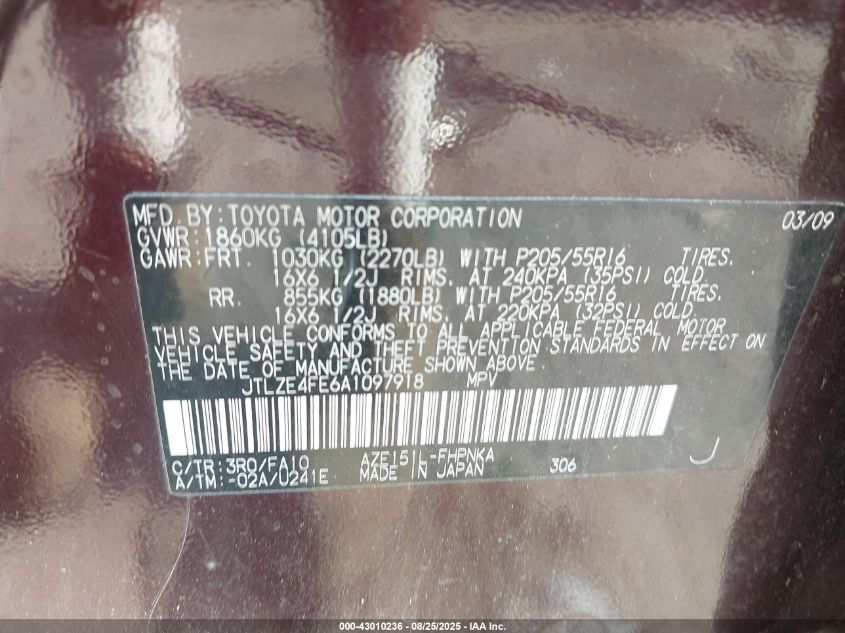 MFD. BY: TOYOTA MOTOR CORPORATION 03/09
GVWR: 1860KG (4105LB)
GAWR: FRT. 1030KG (2270LB) WITH P205/55R16 TIRES.
16X6 1/2J RIMS. AT 240KPA (35PSI) COLD.
RR. 855KG (1880LB) WITH P205/55R16 TIRES.
16X6 1/2J RIMS. AT 220KPA (32PSI) COLD.
THIS VEHICLE CONFORMS TO ALL APPLICABLE FEDERAL MOTOR
VEHICLE SAFETY AND THEFT PREVENTION STANDARDS IN EFFECT ON
THE DATE OF MANUFACTURE SHOWN ABOVE.
JTLZE4FE6A1097918 MPV
C/TR: 3R0/FA10 AZE151L-FHPNKA
A/TM: -02A/U241E MADE IN JAPAN 306
J
000-43010236 - 08/25/2025 - IAA Inc.